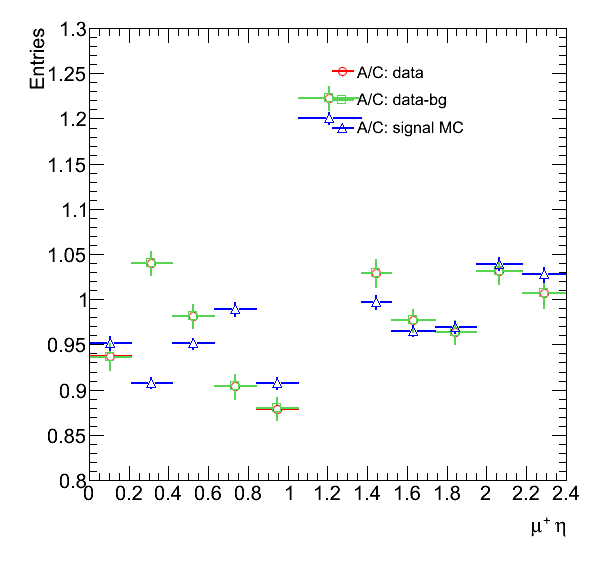 Entries
1.3
1.25
1.2
1.15
1.1
1.05
1
0.95
0.9
0.85
0.8
A/C: data
A/C: data-bg
A/C: signal MC
0 0.2 0.4 0.6 0.8 1 1.2 1.4 1.6 1.8 2 2.2 2.4
μ⁺ η